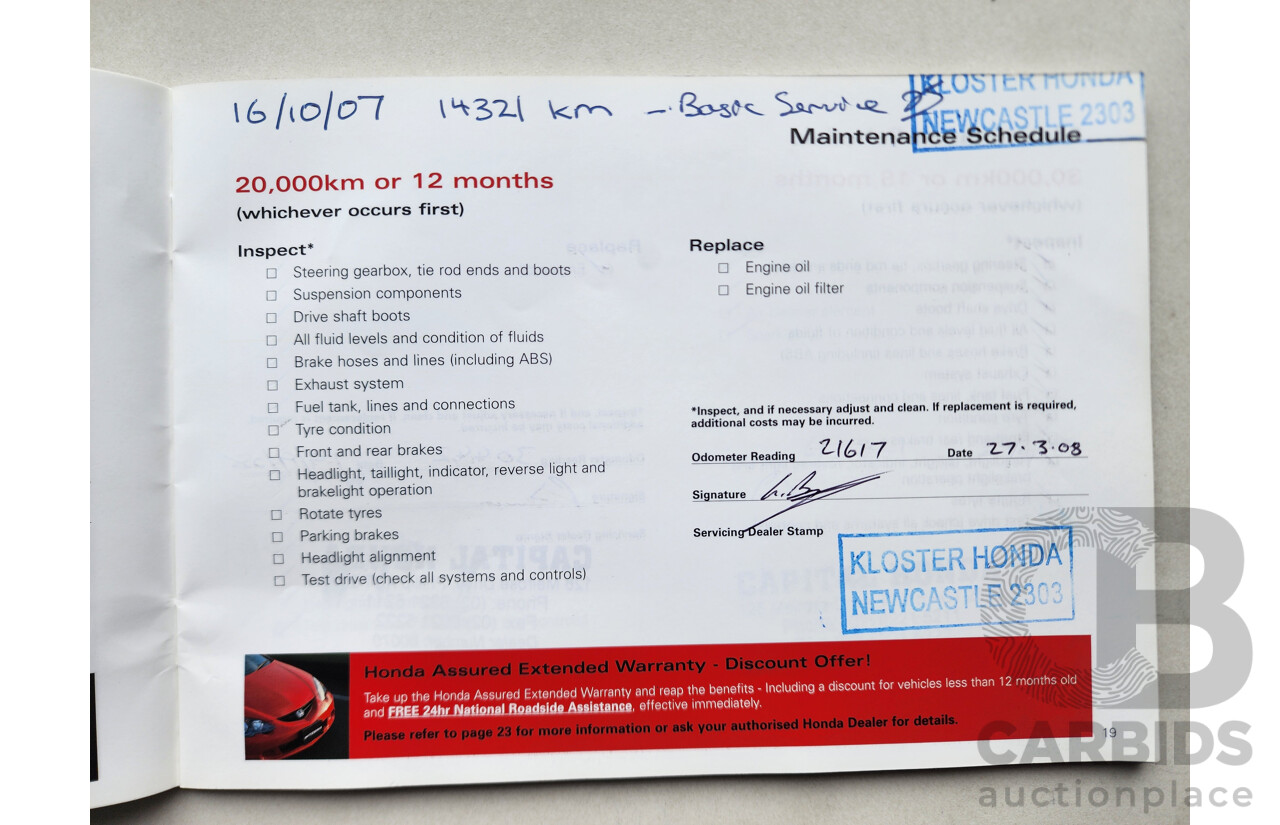 16/10/07 14321 km - Basic Service
KLOSTER HONDA
NEWCASTLE 2303
Maintenance Schedule
20,000km or 12 months
(whichever occurs first)
Inspect*
Steering gearbox, tie rod ends and boots
Suspension components
Drive shaft boots
All fluid levels and condition of fluids
Brake hoses and lines (including ABS)
Exhaust system
Fuel tank, lines and connections
Tyre condition
Front and rear brakes
Headlight, taillight, indicator, reverse light and
brakelight operation
Rotate tyres
Parking brakes
Headlight alignment
Test drive (check all systems and controls)
Replace
Engine oil
Engine oil filter
*Inspect, and if necessary adjust and clean. If replacement is required,
additional costs may be incurred.
Odometer Reading 21617 Date 27.3.08
Signature
Servicing Dealer Stamp
KLOSTER HONDA
NEWCASTLE 2303
Honda Assured Extended Warranty - Discount Offer!
Take up the Honda Assured Extended Warranty and reap the benefits - Including a discount for vehicles less than 12 months old
and FREE 24hr National Roadside Assistance, effective immediately.
Please refer to page 23 for more information or ask your authorised Honda Dealer for details.
19
CARBIDS
auctionplace